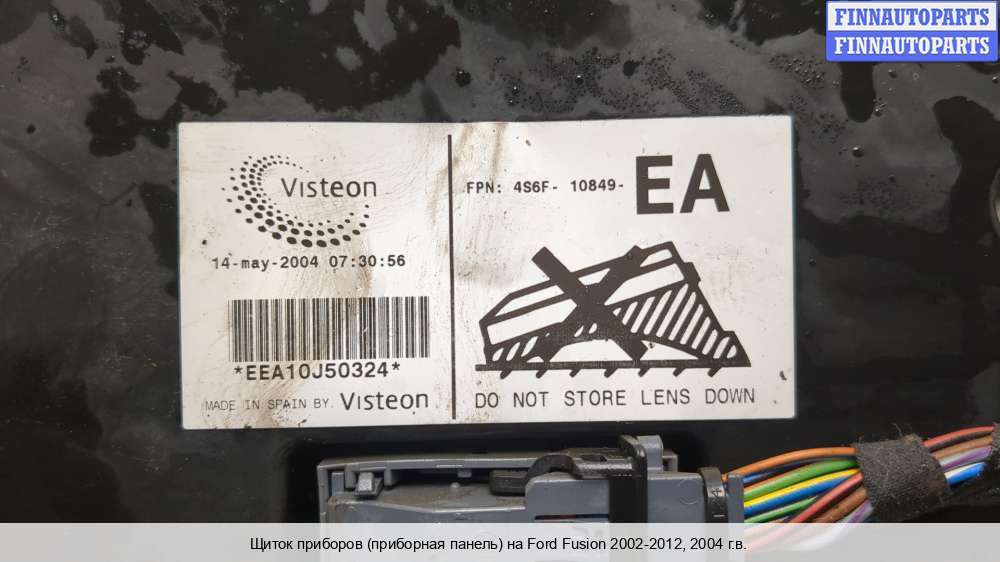 FINNAUTOPARTS
FINNAUTOPARTS
Visteon
14-may-2004 07:30:56
*EEA10J50324*
MADE IN SPAIN BY. Visteon
FPN: 4S6F- 10849- EA
DO NOT STORE LENS DOWN
Щиток приборов (приборная панель) на Ford Fusion 2002-2012, 2004 г.в.